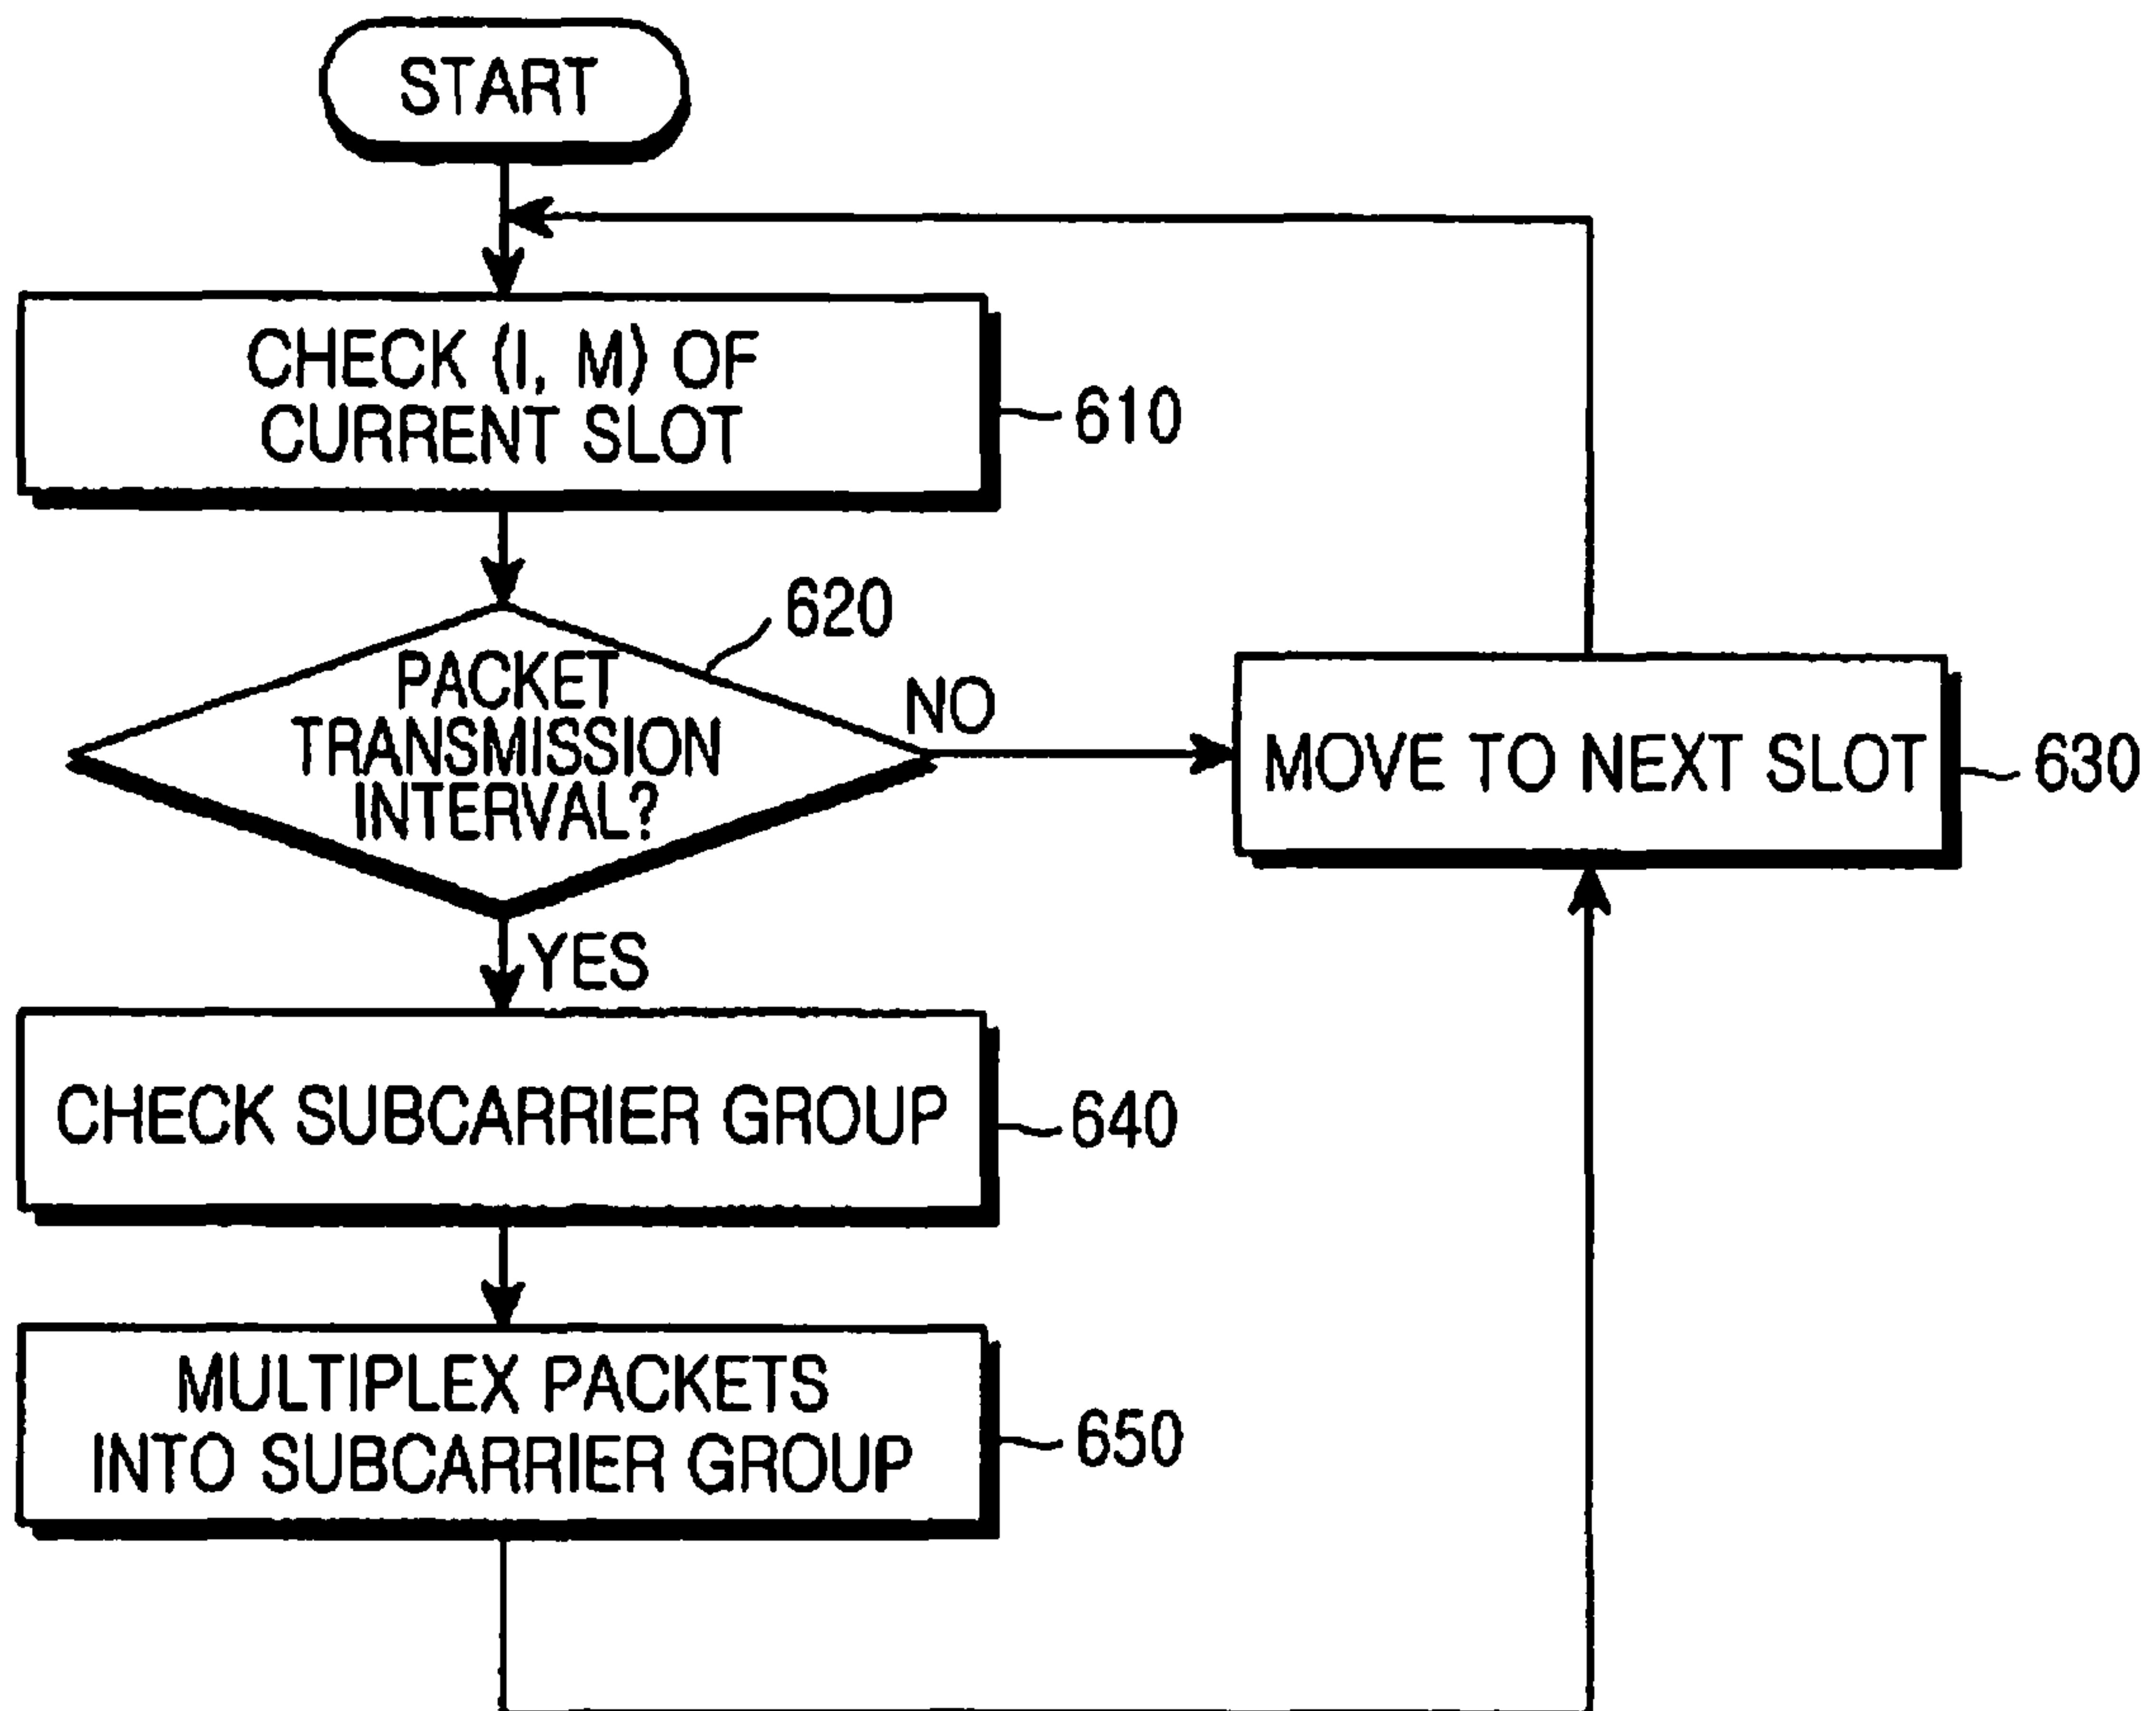 START
CHECK (I, M) OF
CURRENT SLOT
610
620
PACKET
TRANSMISSION
INTERVAL?
NO
MOVE TO NEXT SLOT
630
YES
CHECK SUBCARRIER GROUP
640
MULTIPLEX PACKETS
INTO SUBCARRIER GROUP
650